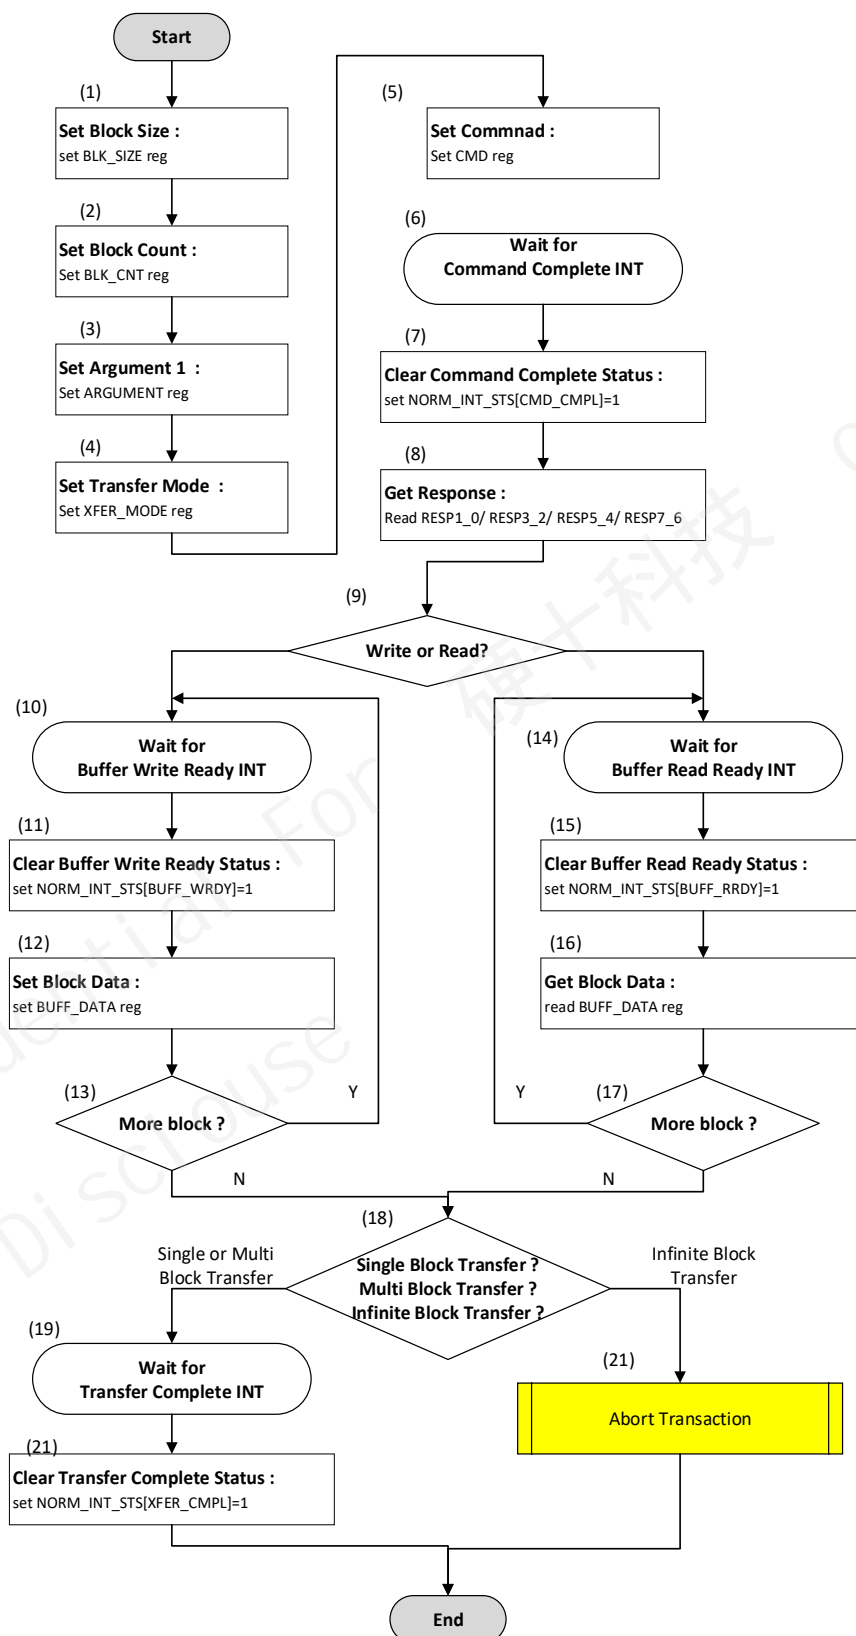 Start
(1)
Set Block Size :
set BLK_SIZE reg
(2)
Set Block Count :
Set BLK_CNT reg
(3)
Set Argument 1 :
Set ARGUMENT reg
(4)
Set Transfer Mode :
Set XFER_MODE reg
(5)
Set Commnad :
Set CMD reg
(6)
Wait for
Command Complete INT
(7)
Clear Command Complete Status :
set NORM_INT_STS[CMD_CMPL]=1
(8)
Get Response :
Read RESP1_0/ RESP3_2/ RESP5_4/ RESP7_6
(9)
Write or Read?
(10)
Wait for
Buffer Write Ready INT
(11)
Clear Buffer Write Ready Status :
set NORM_INT_STS[BUFF_WRDY]=1
(12)
Set Block Data :
set BUFF_DATA reg
(13)
More block ?
Y
N
(14)
Wait for
Buffer Read Ready INT
(15)
Clear Buffer Read Ready Status :
set NORM_INT_STS[BUFF_RRDY]=1
(16)
Get Block Data :
read BUFF_DATA reg
(17)
More block ?
Y
N
(18)
Single Block Transfer ?
Multi Block Transfer ?
Infinite Block Transfer ?
Single or Multi
Block Transfer
Infinite Block
Transfer
(19)
Wait for
Transfer Complete INT
(21)
Clear Transfer Complete Status :
set NORM_INT_STS[XFER_CMPL]=1
(21)
Abort Transaction
End
For 硬十科技
Disclouse